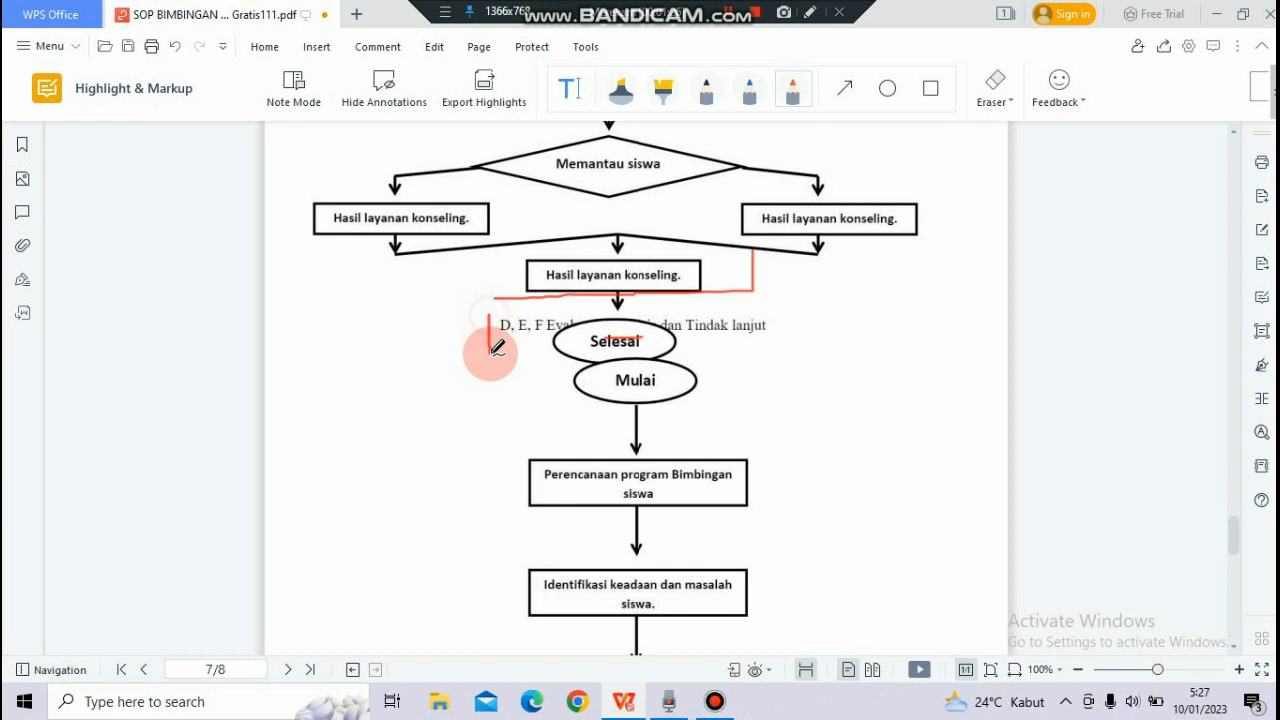 WPS Office
SOP BIMBINGAN ... Gratis111.pdf
1366x768
www.BANDICAM.com
1
Sign in
Free Trial
Menu
Home
Insert
Comment
Edit
Page
Protect
Tools
Highlight & Markup
Note Mode
Hide Annotations
Export Highlights
Eraser
Feedback
Memantau siswa
Hasil layanan konseling.
Hasil layanan konseling.
Hasil layanan konseling.
D, E, F dan Tindak lanjut
Selesai
Mulai
Perencanaan program Bimbingan
siswa
Identifikasi keadaan dan masalah
siswa.
Activate Windows
Go to Settings to activate Windows.
Navigation
7/8
100%
Type here to search
24°C Kabut
5:27
10/01/2023
3